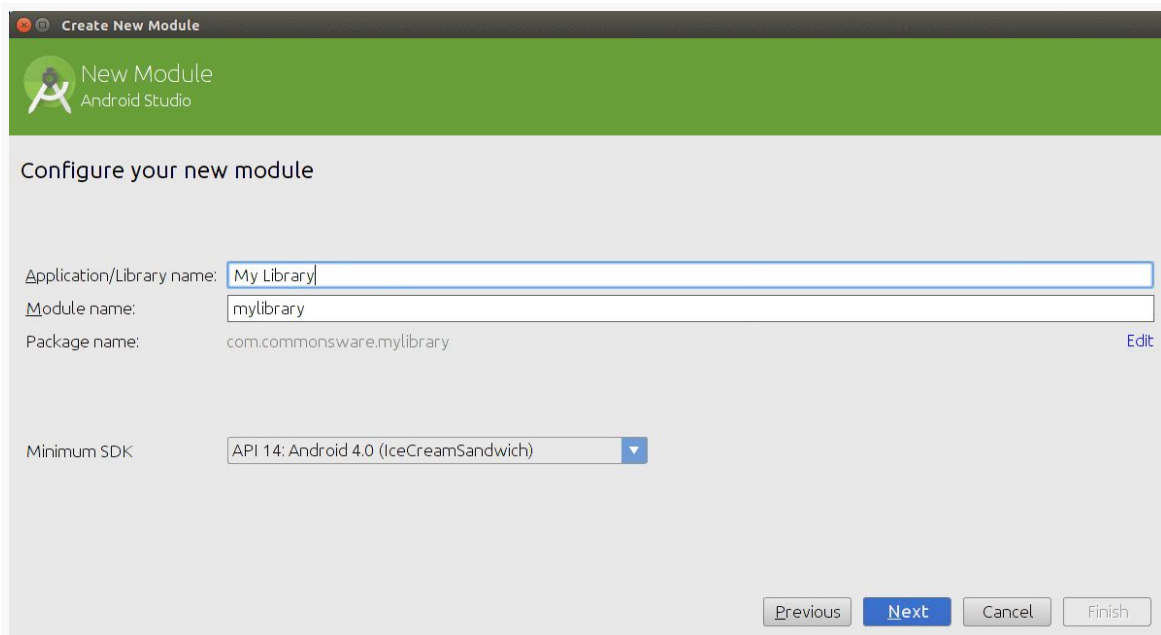 Create New Module
New Module
Android Studio
Configure your new module
Application/Library name: My Library
Module name: mylibrary
Package name: com.commonsware.mylibrary Edit
Minimum SDK API 14: Android 4.0 (IceCreamSandwich)
Previous Next Cancel Finish